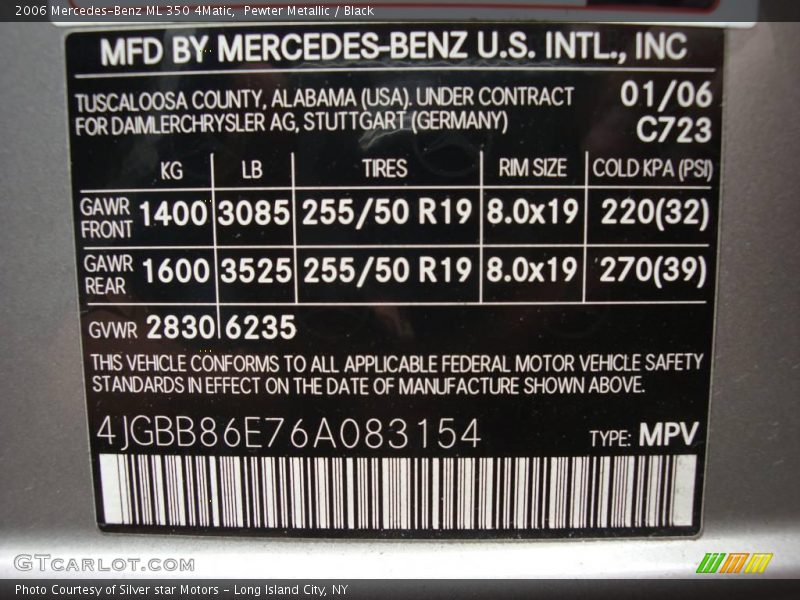 2006 Mercedes-Benz ML 350 4Matic,  Pewter Metallic / Black
MFD BY MERCEDES-BENZ U.S. INTL., INC
TUSCALOOSA COUNTY, ALABAMA (USA). UNDER CONTRACT 01/06
FOR DAIMLERCHRYSLER AG, STUTTGART (GERMANY) C723
KG LB TIRES RIM SIZE COLD KPA (PSI)
GAWR FRONT 1400 3085 255/50 R19 8.0x19 220(32)
GAWR REAR 1600 3525 255/50 R19 8.0x19 270(39)
GVWR 2830 6235
THIS VEHICLE CONFORMS TO ALL APPLICABLE FEDERAL MOTOR VEHICLE SAFETY
STANDARDS IN EFFECT ON THE DATE OF MANUFACTURE SHOWN ABOVE.
4JGBB86E76A083154 TYPE: MPV
GTCARLOT.COM
Photo Courtesy of Silver star Motors - Long Island City, NY